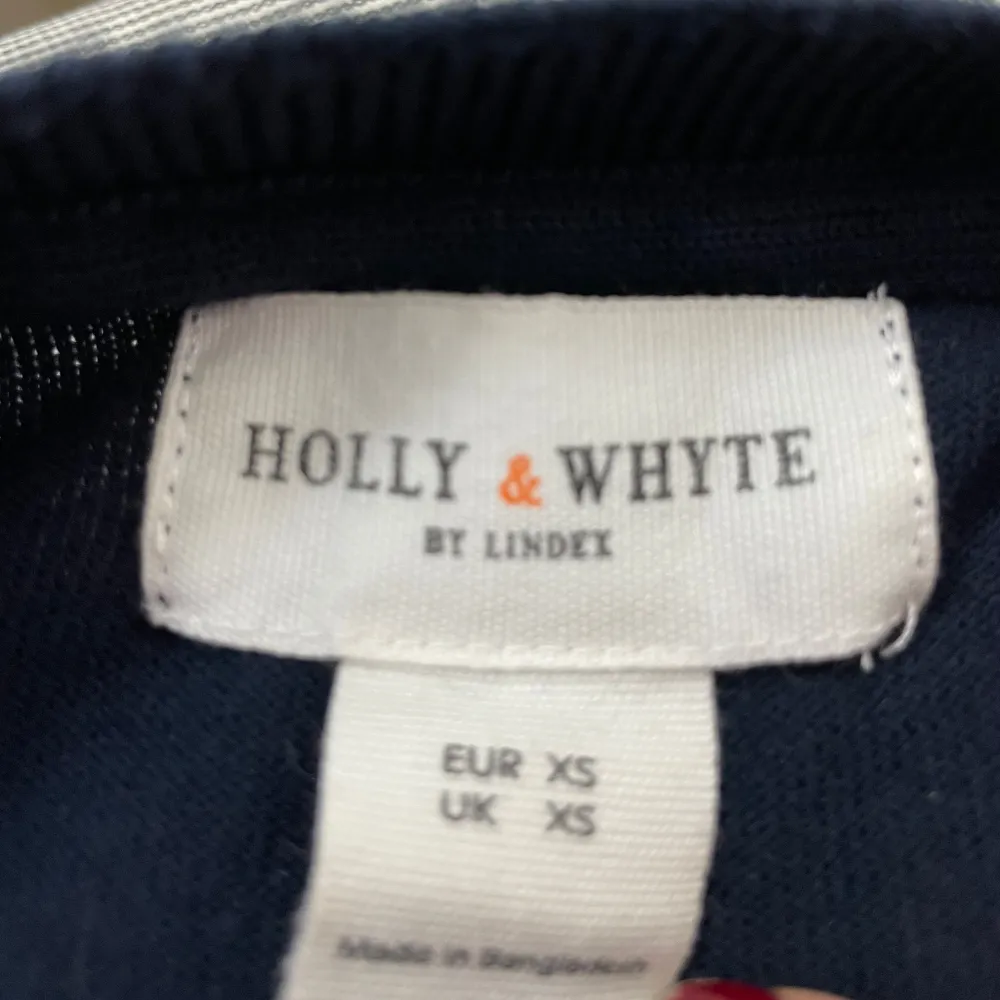 HOLLY & WHYTE
BY LINDEX
EUR XS
UK XS
Made in Bangladesh